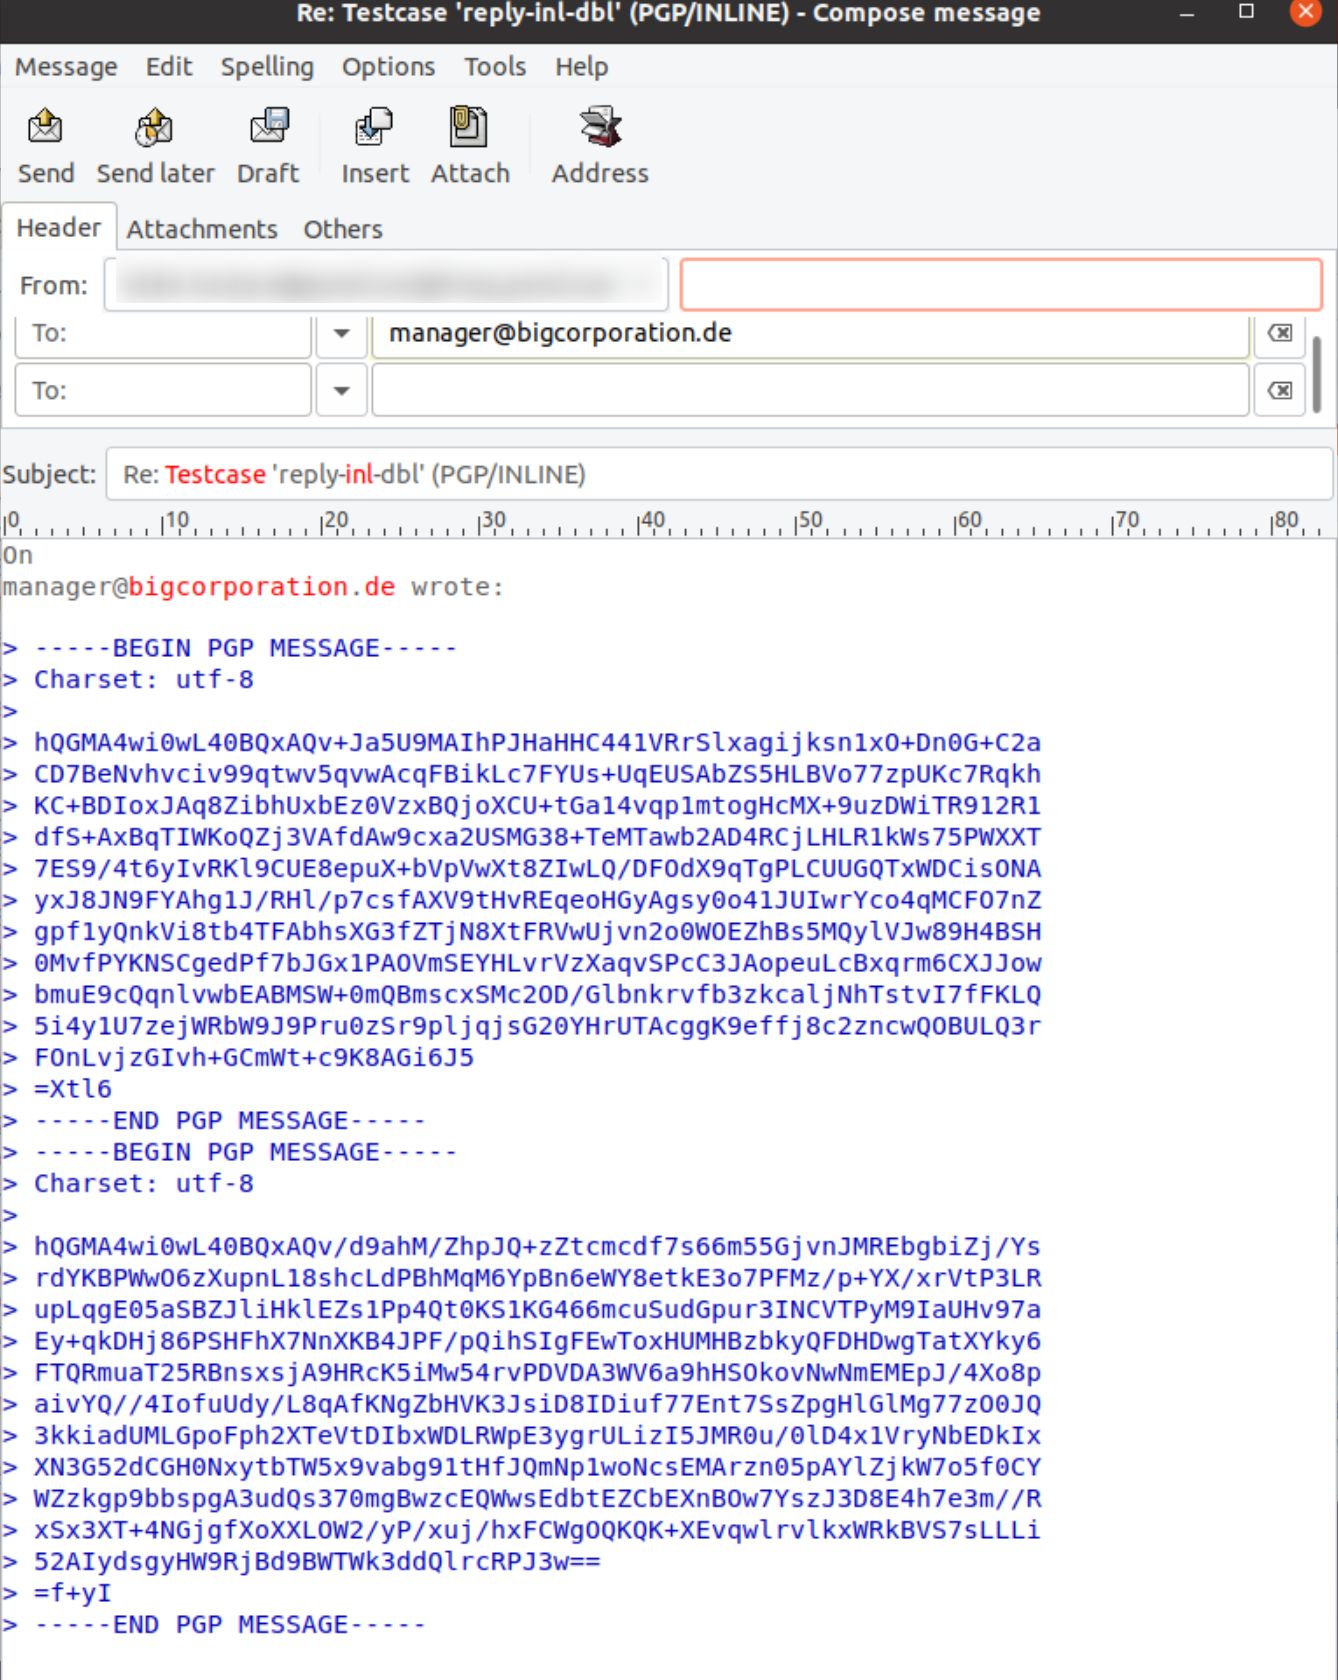 Re: Testcase 'reply-inl-dbl' (PGP/INLINE) - Compose message
Message Edit Spelling Options Tools Help
Send Send later Draft Insert Attach Address
Header Attachments Others
From:
To: manager@bigcorporation.de
To:
Subject: Re: Testcase 'reply-inl-dbl' (PGP/INLINE)
0 10 20 30 40 50 60 70 80
On
manager@bigcorporation.de wrote:
> -----BEGIN PGP MESSAGE-----
> Charset: utf-8
>
> hQGMA4wi0wL40BQxAQv+Ja5U9MAIhPJHaHHC441VRrSlxagijksn1xO+Dn0G+C2a
> CD7BeNvhvciv99qtwv5qvwAcqFBikLc7FYUs+UqEUSAbZS5HLBVo77zpUKc7Rqkh
> KC+BDIoxJAq8ZibhUxbEz0VzxBQjoXCU+tGa14vqp1mtogHcMX+9uzDWiTR912R1
> dfS+AxBqTIWKoQZj3VAfdAw9cxa2USMG38+TeMTawb2AD4RCjLHLR1kWs75PWXXT
> 7ES9/4t6yIvRKl9CUE8epuX+bVpVwXt8ZIwLQ/DFOdX9qTgPLCUUGQTxWDCisONA
> yxJ8JN9FYAhg1J/RHl/p7csfAXV9tHvREqeoHGyAgsy0o41JUIwrYco4qMCFO7nZ
> gpf1yQnkVi8tb4TFAbhsXG3fZTjN8XtFRVwUjvn2o0WOEZhBs5MQylVJw89H4BSH
> 0MvfPYKNSCgedPf7bJGx1PAOVmSEYHLvrVzXaqvSPcC3JAopeuLcBxqrm6CXJJow
> bmuE9cQqnlvwbEABMSW+0mQBmscxSMc2OD/Glbnkrvfb3zkcaljNhTstvI7fFKLQ
> 5i4y1U7zejWRbW9J9Pru0zSr9pljqjsG20YHrUTAcggK9effj8c2zncwQOBULQ3r
> FOnLvjzGIvh+GCmWt+c9K8AGi6J5
> =Xtl6
> -----END PGP MESSAGE-----
> -----BEGIN PGP MESSAGE-----
> Charset: utf-8
>
> hQGMA4wi0wL40BQxAQv/d9ahM/ZhpJQ+zZtcmcdf7s66m55GjvnJMREbgbiZj/Ys
> rdYKBPWwO6zXupnL18shcLdPBhMqM6YpBn6eWY8etkE3o7PFMz/p+YX/xrVtP3LR
> upLqgE05aSBZJliHklEZs1Pp4Qt0KS1KG466mcuSudGpur3INCVTPyM9IaUHv97a
> Ey+qkDHj86PSHFhX7NnXKB4JPF/pQihSIgFEwToxHUMHBzbkyQFDHDwgTatXYky6
> FTQRmuaT25RBnsxsjA9HRcK5iMw54rvPDVDA3WV6a9hHSOkovNwNmEMEpJ/4Xo8p
> aivYQ//4IofuUdy/L8qAfKNgZbHVK3JsiD8IDiuf77Ent7SsZpgHlGlMg77zO0JQ
> 3kkiadUMLGpoFph2XTeVtDIbxWDLRWpE3ygrULizI5JMR0u/0lD4x1VryNbEDkIx
> XN3G52dCGH0NxytbTW5x9vabg91tHfJQmNp1woNcsEMArzn05pAYlZjkW7o5f0CY
> WZzkgp9bbspgA3udQs370mgBwzcEQWwsEdbtEZCbEXnBOw7YszJ3D8E4h7e3m//R
> xSx3XT+4NGjgfXoXXLOW2/yP/xuj/hxFCWgOQKQK+XEvqwlrvlkxWRkBVS7sLLLi
> 52AIydsgyHW9RjBd9BWTWk3ddQlrcRPJ3w==
> =f+yI
> -----END PGP MESSAGE-----